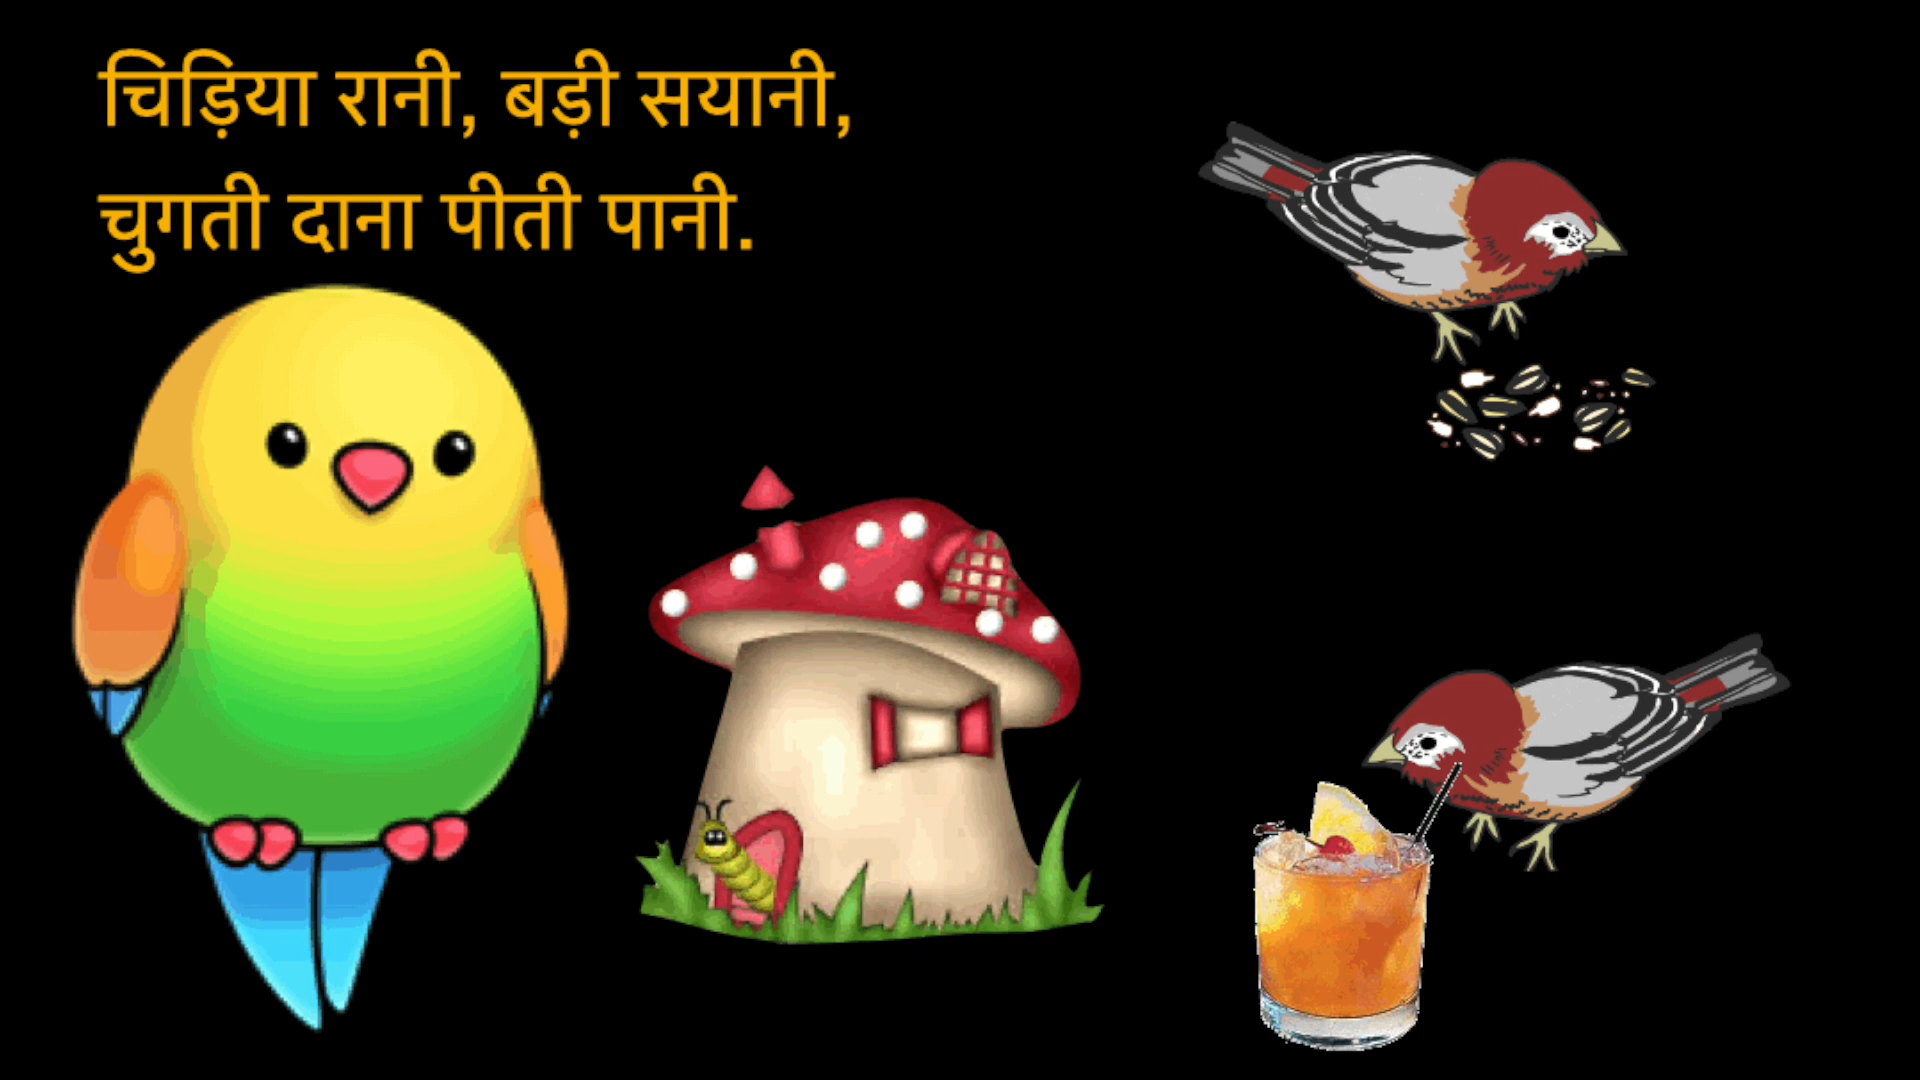 चिड़िया रानी, बड़ी सयानी,
चुगती दाना पीती पानी.